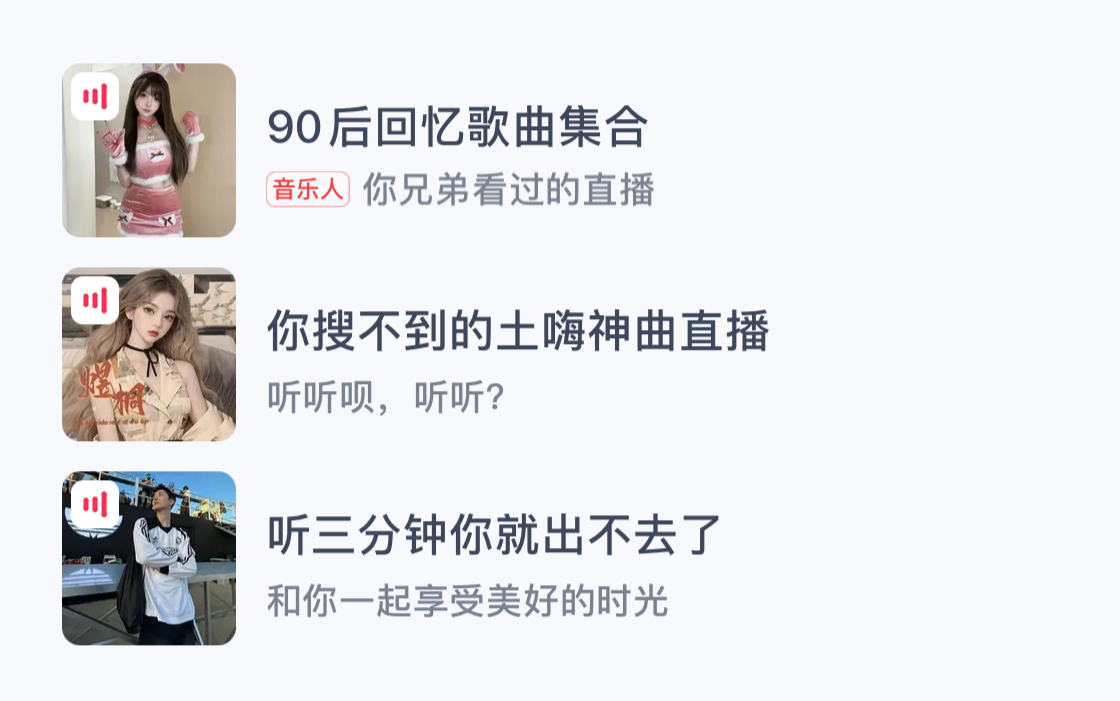 90后回忆歌曲集合
音乐人 你兄弟看过的直播
你搜不到的土嗨神曲直播
煜桐
听听呗，听听?
听三分钟你就出不去了
和你一起享受美好的时光